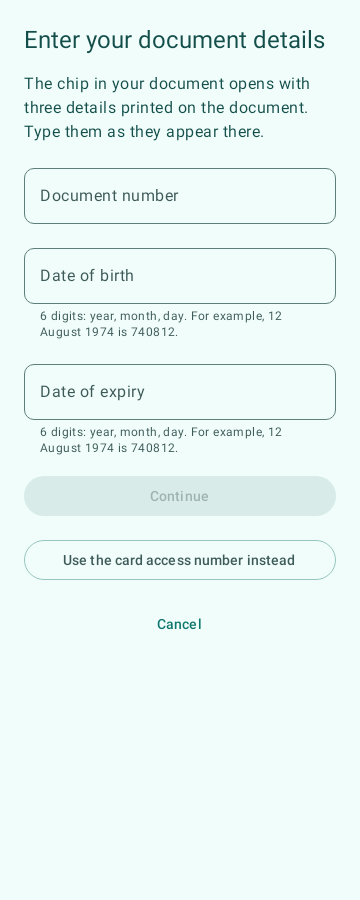 Enter your document details
The chip in your document opens with
three details printed on the document.
Type them as they appear there.
Document number
Date of birth
6 digits: year, month, day. For example, 12
August 1974 is 740812.
Date of expiry
6 digits: year, month, day. For example, 12
August 1974 is 740812.
Continue
Use the card access number instead
Cancel